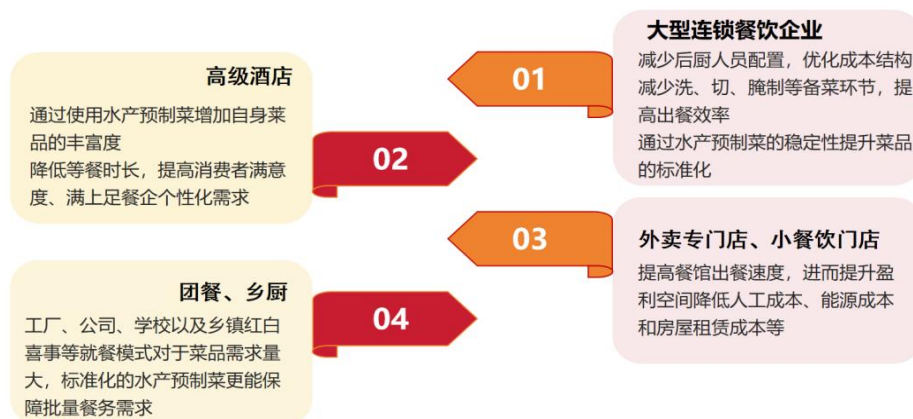 大型连锁餐饮企业
减少后厨人员配置，优化成本结构
减少洗、切、腌制等备菜环节，提
高出餐效率
通过水产预制菜的稳定性提升菜品
的标准化
01
高级酒店
通过使用水产预制菜增加自身菜
品的丰富度
降低等餐时长，提高消费者满意
度、满上足餐企个性化需求
02
03
外卖专门店、小餐饮门店
提高餐馆出餐速度，进而提升盈
利空间降低人工成本、能源成本
和房屋租赁成本等
团餐、乡厨
工厂、公司、学校以及乡镇红白
喜事等就餐模式对于菜品需求量
大，标准化的水产预制菜更能保
障批量餐务需求
04